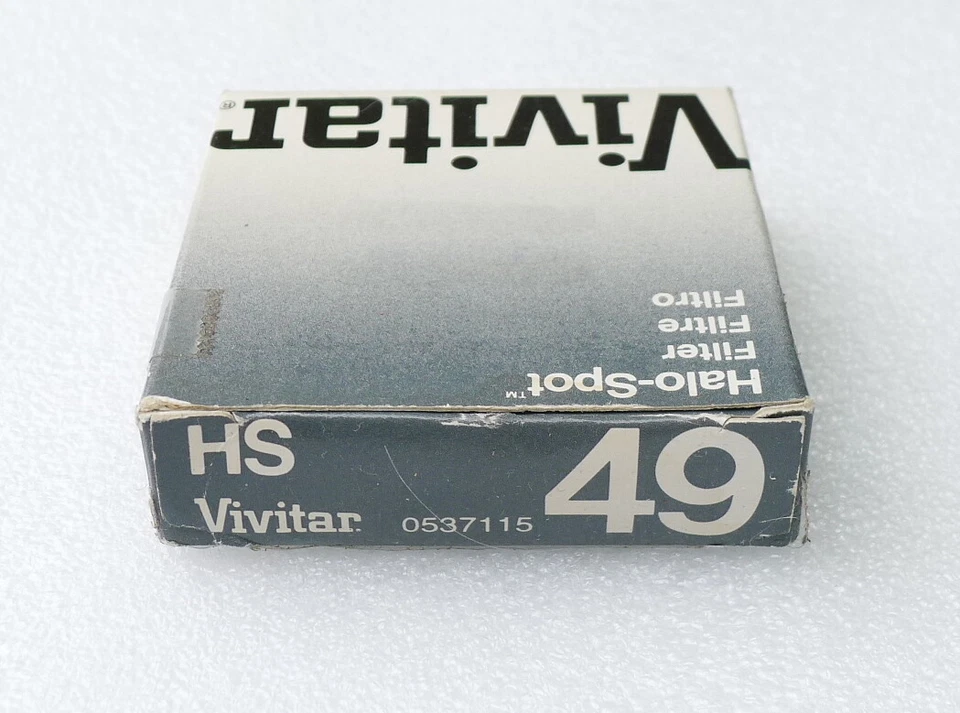 Vivitar®
Halo-Spot™
Filter
Filtre
Filtro
HS
Vivitar
0537115
49